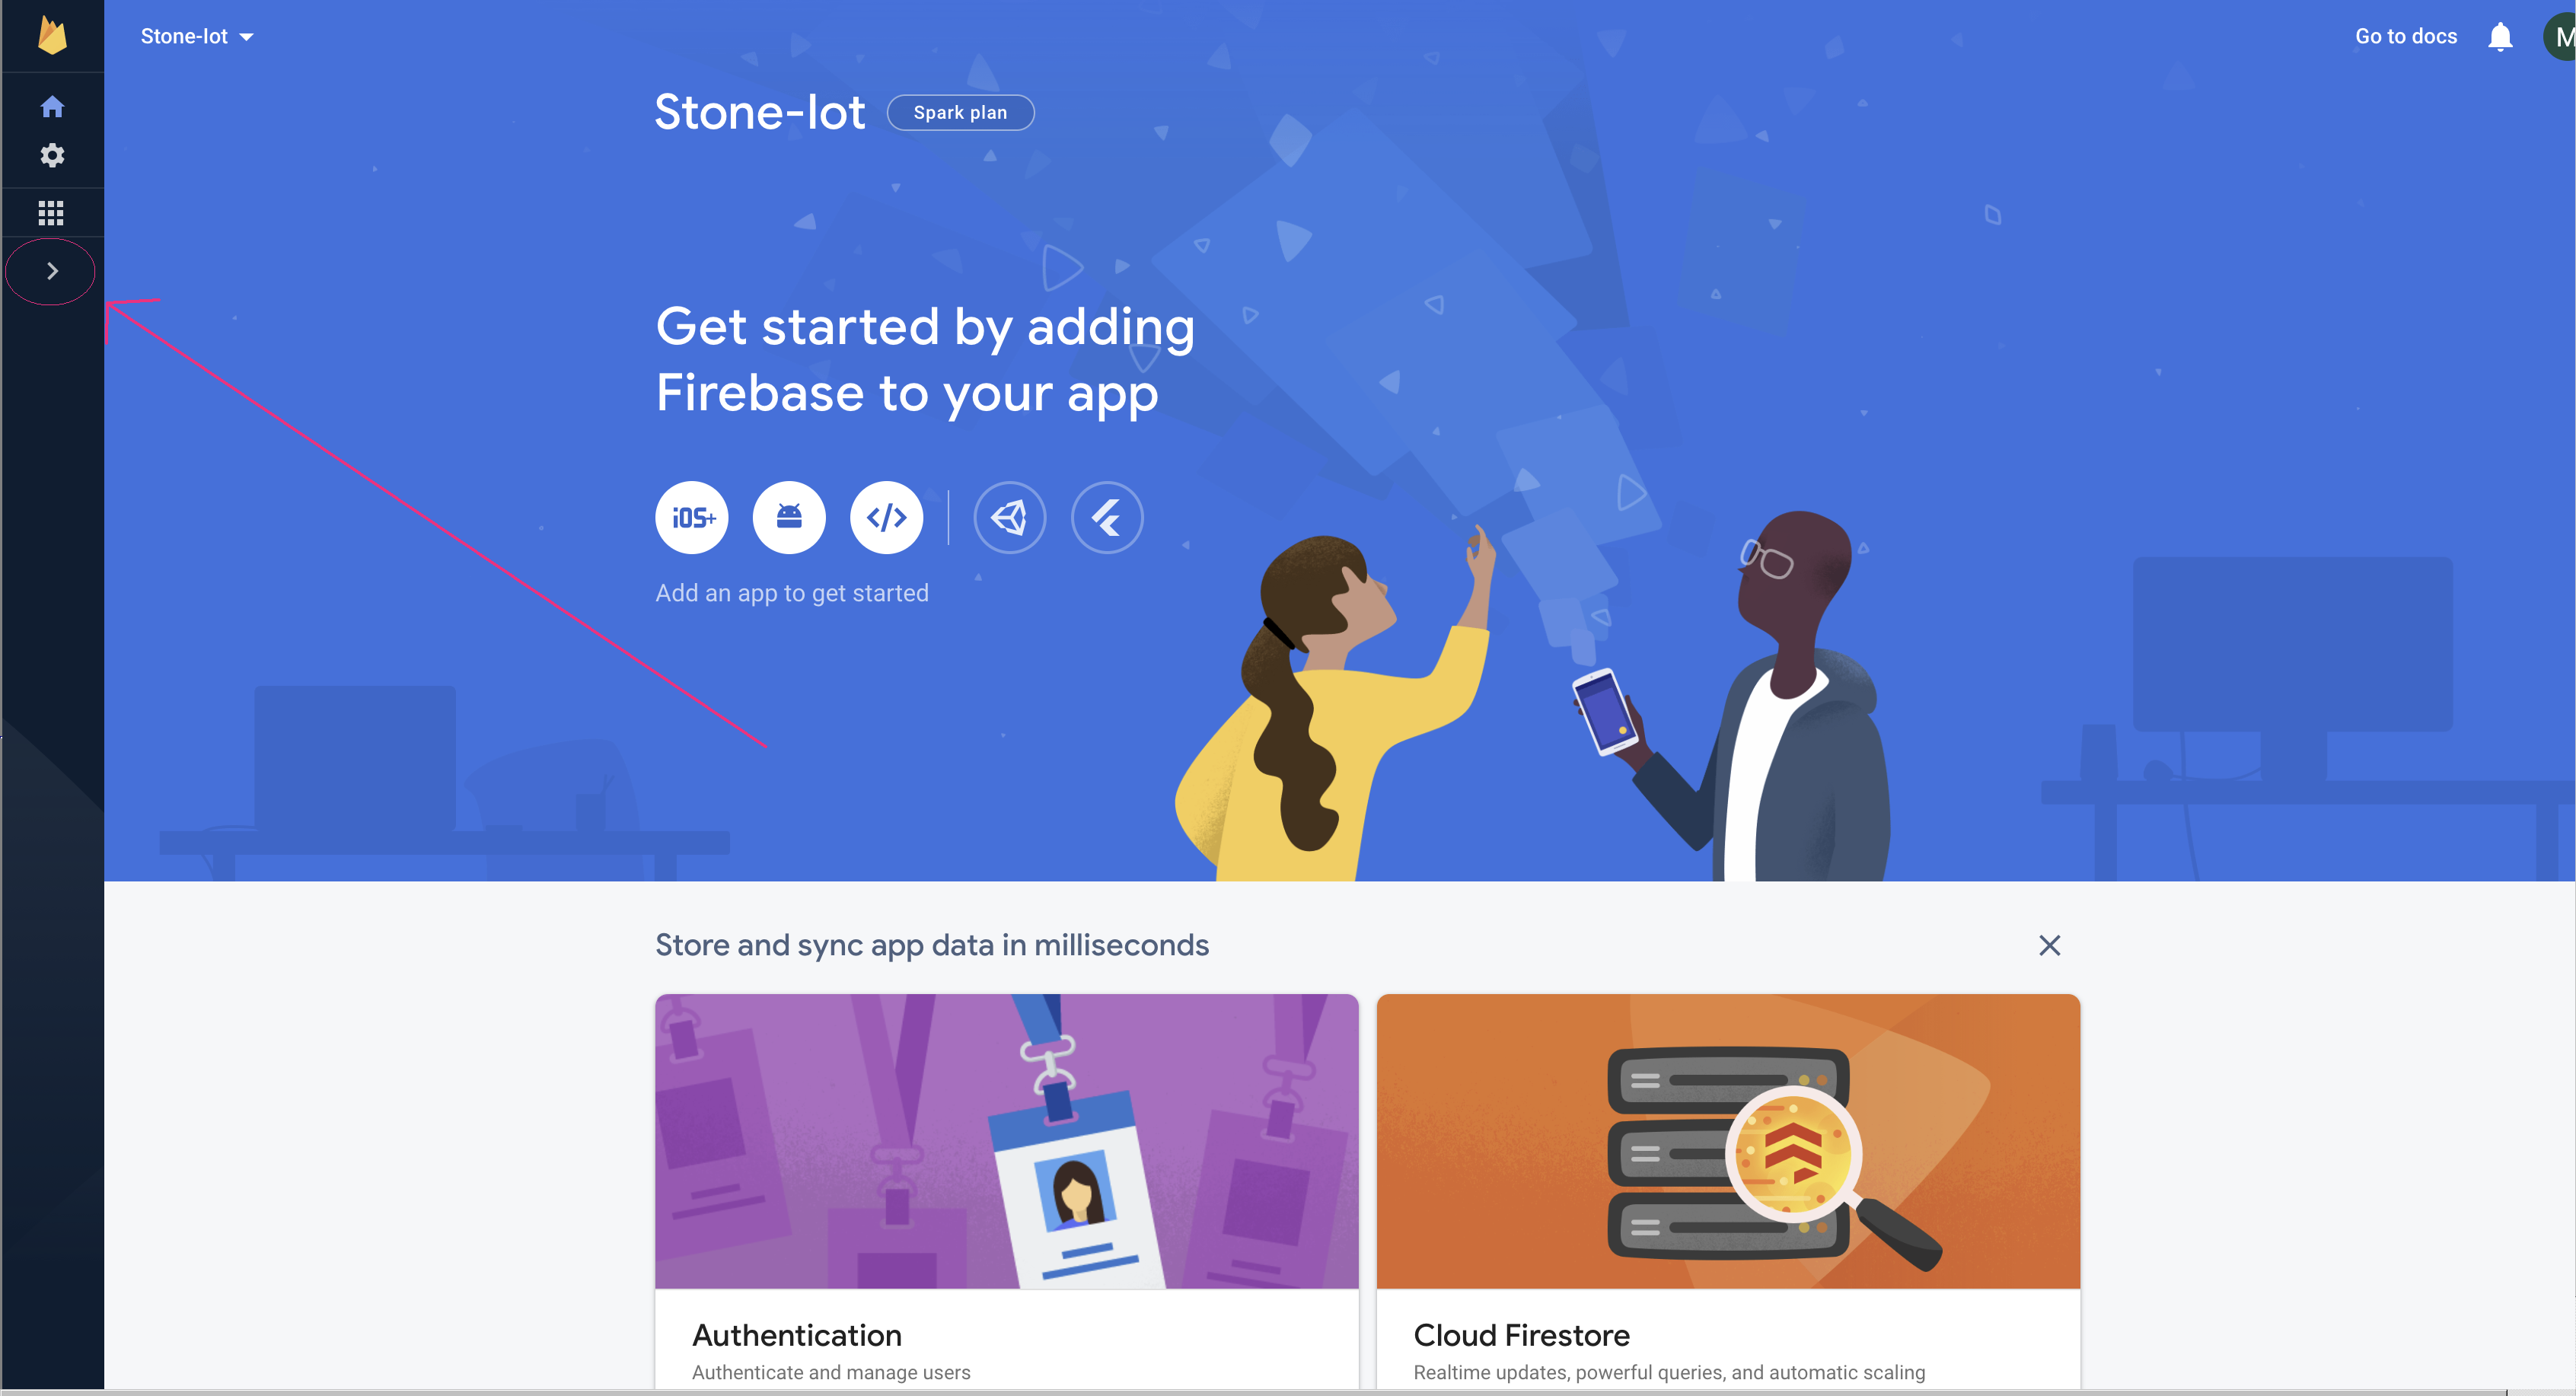 Stone-Iot
Go to docs
M
Stone-Iot
Spark plan
Get started by adding
Firebase to your app
iOS+
Add an app to get started
Store and sync app data in milliseconds
Authentication
Authenticate and manage users
Cloud Firestore
Realtime updates, powerful queries, and automatic scaling